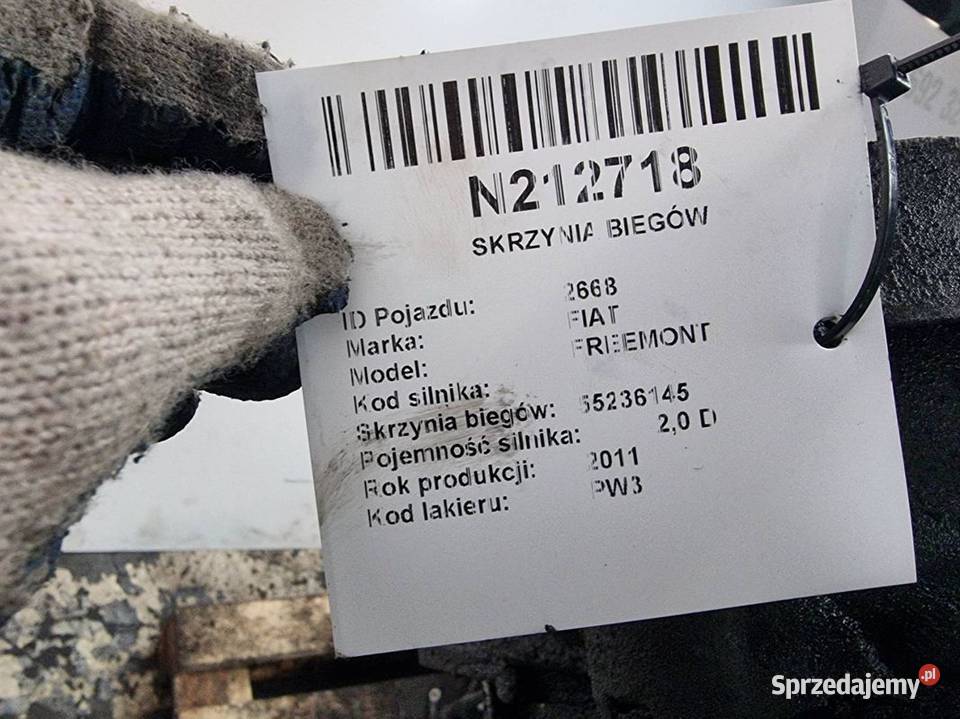 N212718
SKRZYNIA BIEGÓW
ID Pojazdu: 2668
Marka: FIAT
Model: FREEMONT
Kod silnika:
Skrzynia biegów: 55236145
Pojemność silnika: 2,0 D
Rok produkcji: 2011
Kod lakieru: PW3
Sprzedajemy.pl